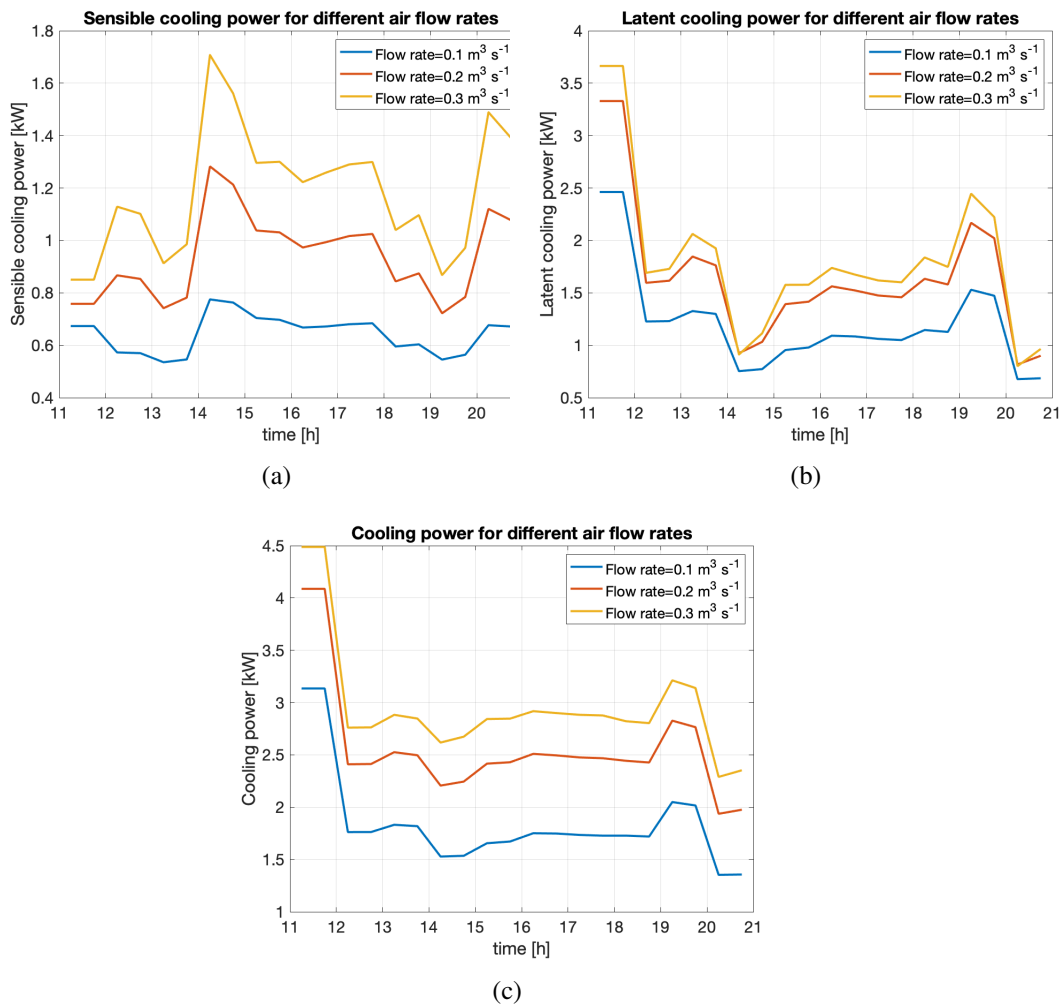 Sensible cooling power for different air flow rates
1.8
1.6
1.4
1.2
1
0.8
0.6
0.4
Sensible cooling power [kW]
Flow rate=0.1 m³ s⁻¹
Flow rate=0.2 m³ s⁻¹
Flow rate=0.3 m³ s⁻¹
11 12 13 14 15 16 17 18 19 20
time [h]
(a)
Latent cooling power for different air flow rates
4
3.5
3
2.5
2
1.5
1
0.5
Latent cooling power [kW]
Flow rate=0.1 m³ s⁻¹
Flow rate=0.2 m³ s⁻¹
Flow rate=0.3 m³ s⁻¹
11 12 13 14 15 16 17 18 19 20 21
time [h]
(b)
Cooling power for different air flow rates
4.5
4
3.5
3
2.5
2
1.5
1
Cooling power [kW]
Flow rate=0.1 m³ s⁻¹
Flow rate=0.2 m³ s⁻¹
Flow rate=0.3 m³ s⁻¹
11 12 13 14 15 16 17 18 19 20 21
time [h]
(c)